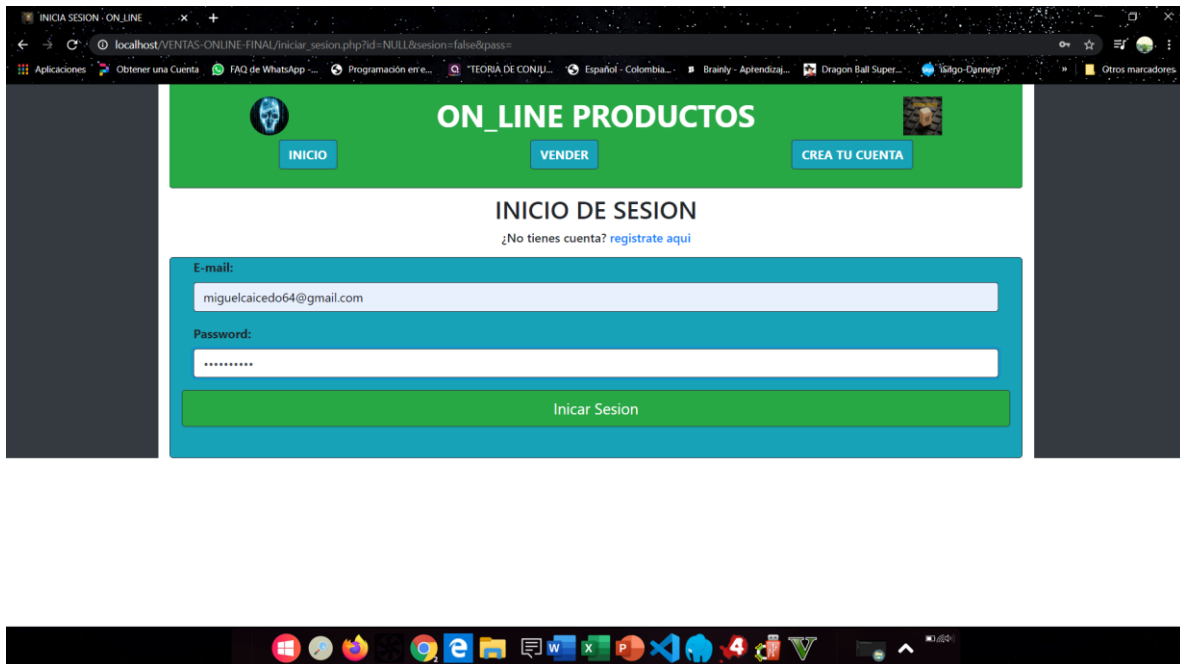 INICIA SESION · ON_LINE
localhost/VENTAS-ONLINE-FINAL/iniciar_sesion.php?id=NULL&sesion=false&pass=
Aplicaciones Obtener una Cuenta FAQ de WhatsApp -... Programación en e... "TEORIA DE CONJU... Español - Colombia... Brainly - Aprendizaj... Dragon Ball Super... » Otros marcadores
ON_LINE PRODUCTOS
INICIO VENDER CREA TU CUENTA
INICIO DE SESION
¿No tienes cuenta? registrate aqui
E-mail:
miguelcaicedo64@gmail.com
Password:
Inicar Sesion